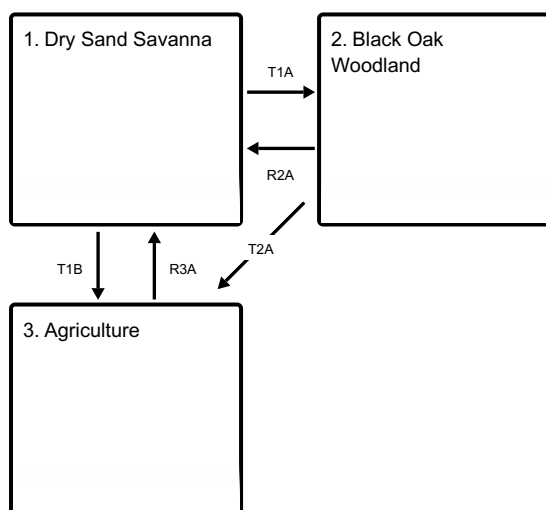 1. Dry Sand Savanna
2. Black Oak
Woodland
T1A
R2A
T2A
T1B
R3A
3. Agriculture